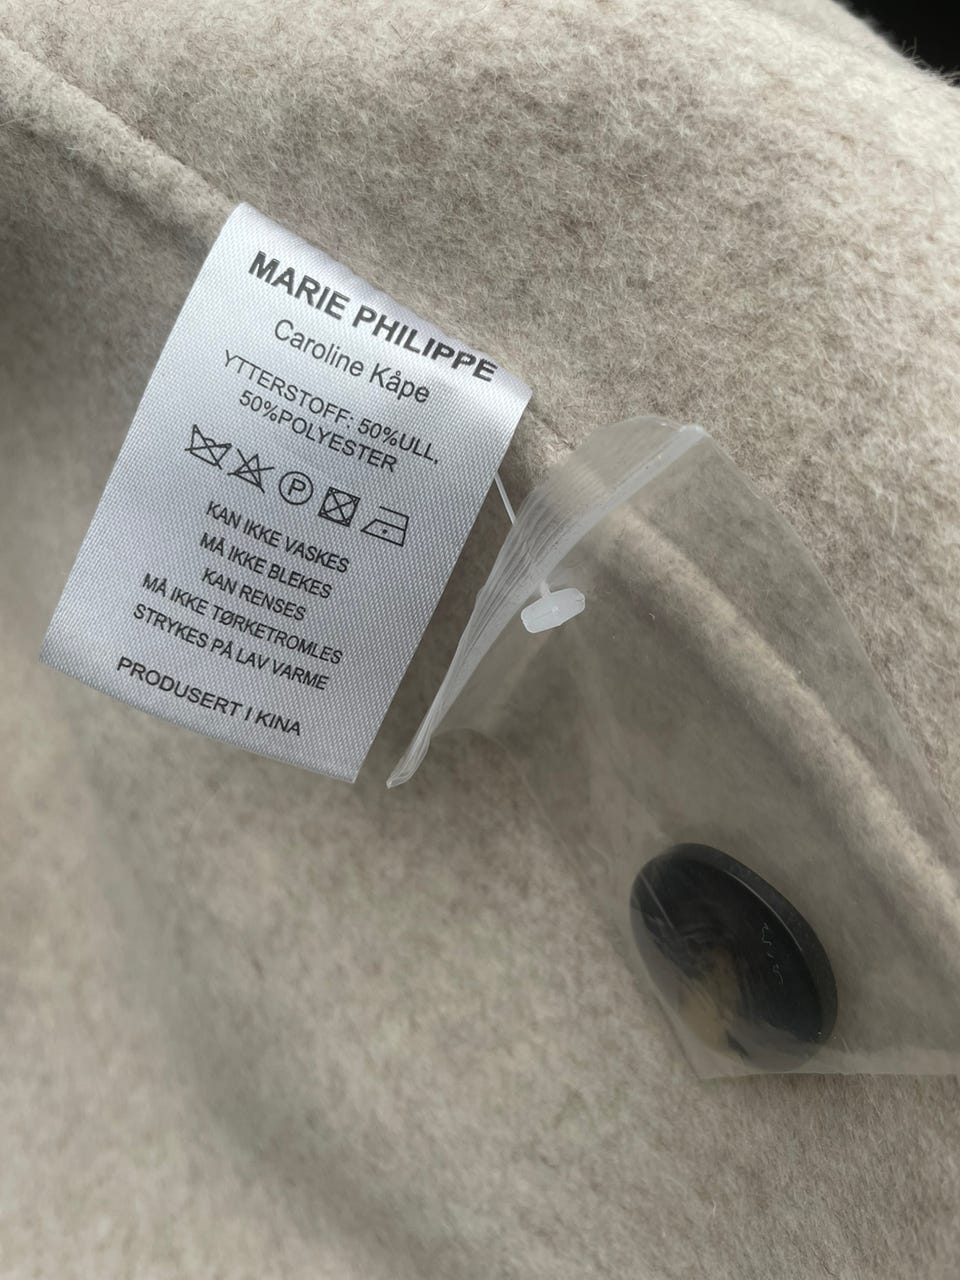 MARIE PHILIPPE
Caroline Kåpe
YTTERSTOFF: 50%ULL,
50%POLYESTER
P
KAN IKKE VASKES
MÅ IKKE BLEKES
KAN RENSES
MÅ IKKE TØRKETROMLES
STRYKES PÅ LAV VARME
PRODUSERT I KINA